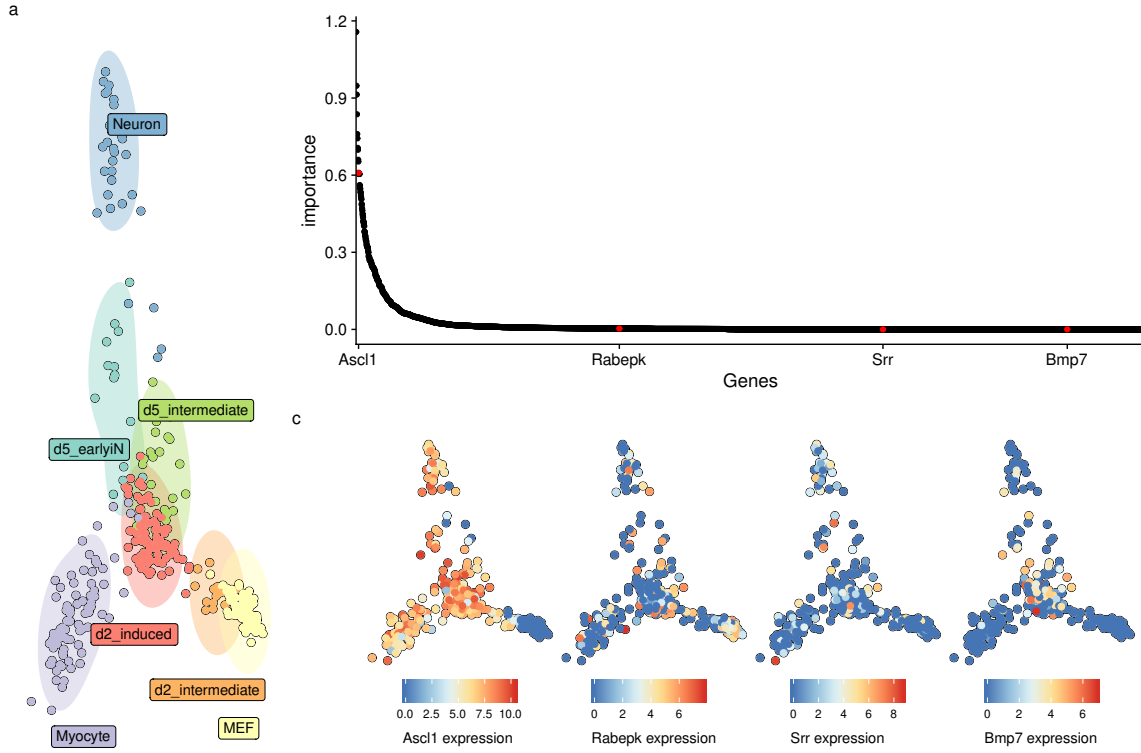 a
Neuron
d5_intermediate
d5_earlyiN
d2_induced
d2_intermediate
MEF
Myocyte
1.2
0.9
0.6
0.3
0.0
importance
Ascl1
Rabepk
Srr
Bmp7
Genes
c
0.0 2.5 5.0 7.5 10.0
Ascl1 expression
0 2 4 6
Rabepk expression
0 2 4 6 8
Srr expression
0 2 4 6
Bmp7 expression